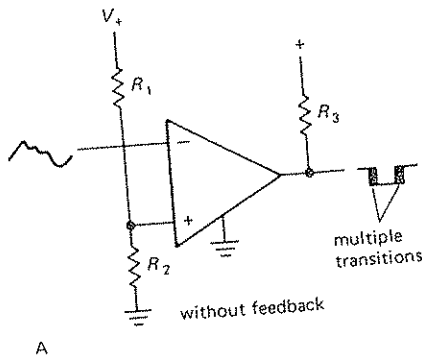 V+
+
R1
R3
−
+
R2
multiple
transitions
without feedback
A